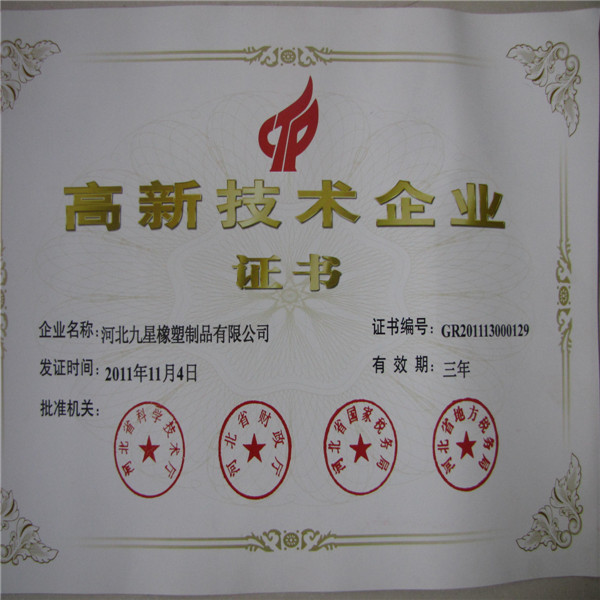 CTP
高新技术企业
证书
企业名称：河北九星橡塑制品有限公司
证书编号：GR201113000129
发证时间：2011年11月4日
有效期：三年
批准机关：
河北省科学技术厅
河北省财政厅
河北省国家税务局
河北省地方税务局